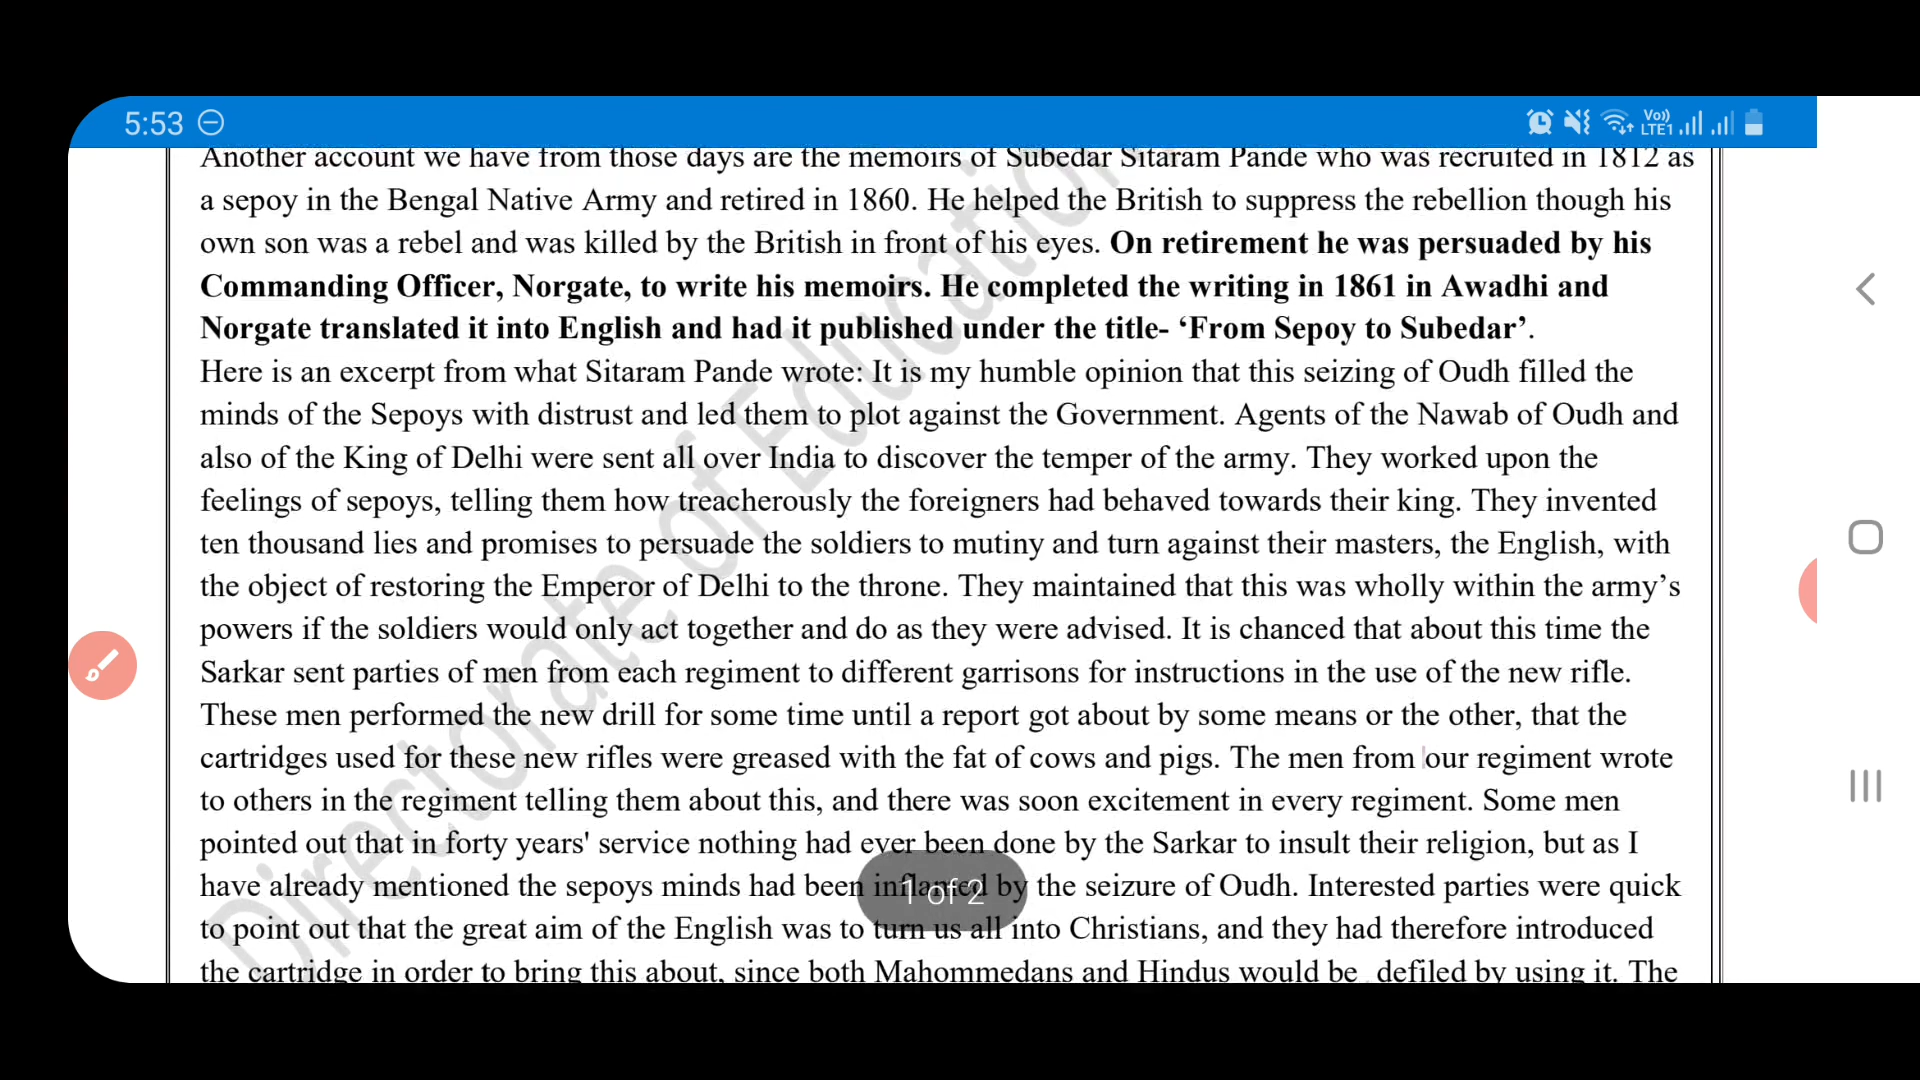 5:53
Vo))
LTE1
Another account we have from those days are the memoirs of Subedar Sitaram Pande who was recruited in 1812 as
a sepoy in the Bengal Native Army and retired in 1860. He helped the British to suppress the rebellion though his
own son was a rebel and was killed by the British in front of his eyes. On retirement he was persuaded by his
Commanding Officer, Norgate, to write his memoirs. He completed the writing in 1861 in Awadhi and
Norgate translated it into English and had it published under the title- ‘From Sepoy to Subedar’.
Here is an excerpt from what Sitaram Pande wrote: It is my humble opinion that this seizing of Oudh filled the
minds of the Sepoys with distrust and led them to plot against the Government. Agents of the Nawab of Oudh and
also of the King of Delhi were sent all over India to discover the temper of the army. They worked upon the
feelings of sepoys, telling them how treacherously the foreigners had behaved towards their king. They invented
ten thousand lies and promises to persuade the soldiers to mutiny and turn against their masters, the English, with
the object of restoring the Emperor of Delhi to the throne. They maintained that this was wholly within the army’s
powers if the soldiers would only act together and do as they were advised. It is chanced that about this time the
Sarkar sent parties of men from each regiment to different garrisons for instructions in the use of the new rifle.
These men performed the new drill for some time until a report got about by some means or the other, that the
cartridges used for these new rifles were greased with the fat of cows and pigs. The men from our regiment wrote
to others in the regiment telling them about this, and there was soon excitement in every regiment. Some men
pointed out that in forty years' service nothing had ever been done by the Sarkar to insult their religion, but as I
have already mentioned the sepoys minds had been inflamed by the seizure of Oudh. Interested parties were quick
to point out that the great aim of the English was to turn us all into Christians, and they had therefore introduced
the cartridge in order to bring this about, since both Mahommedans and Hindus would be defiled by using it. The
1 of 2
Directorate of Education